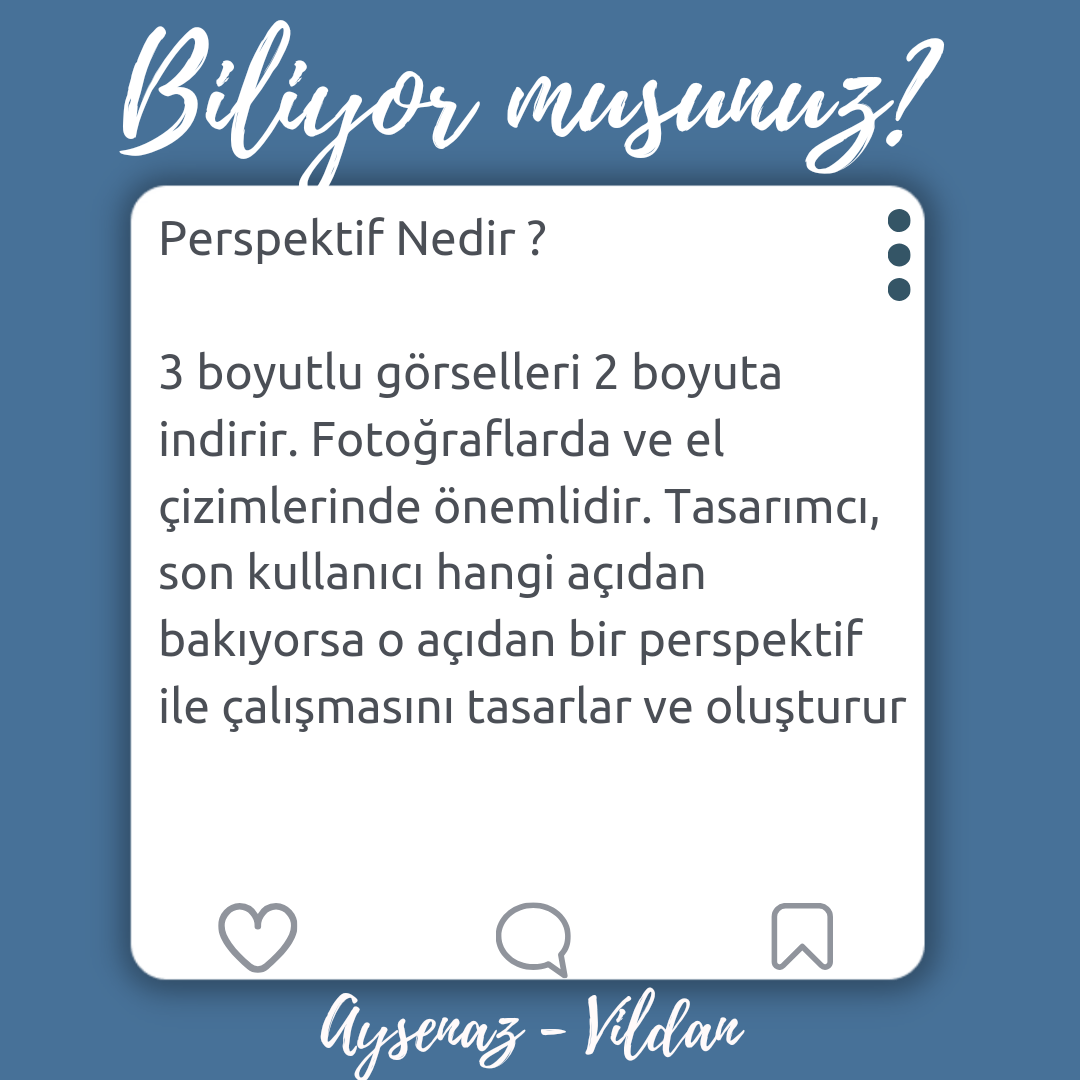 Biliyor musunuz?
Perspektif Nedir ?
3 boyutlu görselleri 2 boyuta
indirir. Fotoğraflarda ve el
çizimlerinde önemlidir. Tasarımcı,
son kullanıcı hangi açıdan
bakıyorsa o açıdan bir perspektif
ile çalışmasını tasarlar ve oluşturur
Aysenaz - Vildan